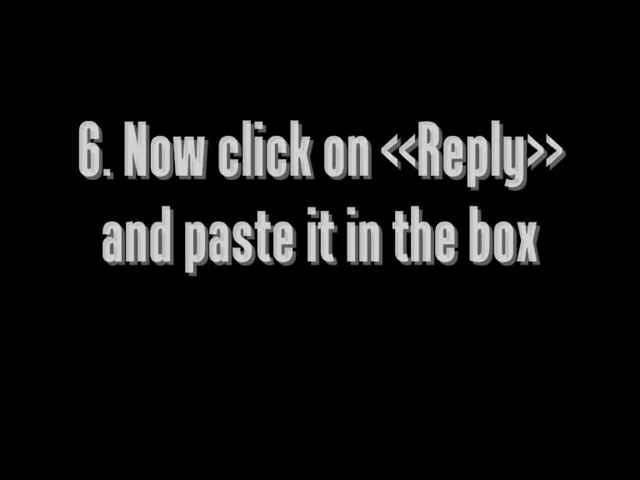 6. Now click on <<Reply>>
and paste it in the box